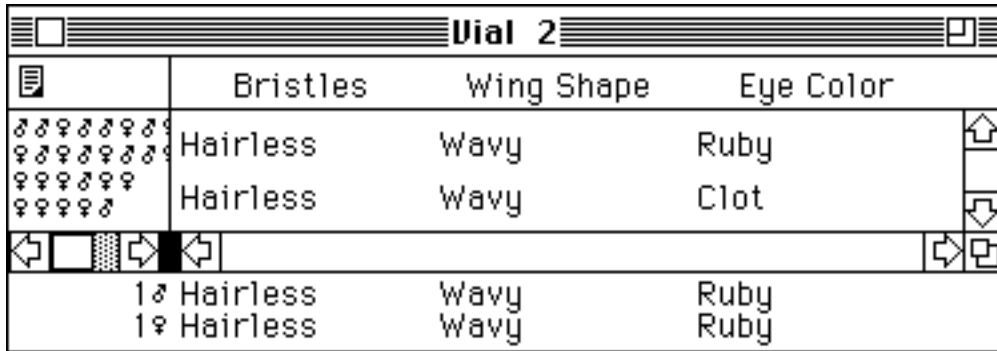 Vial 2
Bristles Wing Shape Eye Color
♂♂♀♂♂♀♂♀
♀♂♀♂♀♂♂♀
Hairless Wavy Ruby
♀♀♀♂♀♀
♀♀♀♀♂
Hairless Wavy Clot
1♂ Hairless Wavy Ruby
1♀ Hairless Wavy Ruby